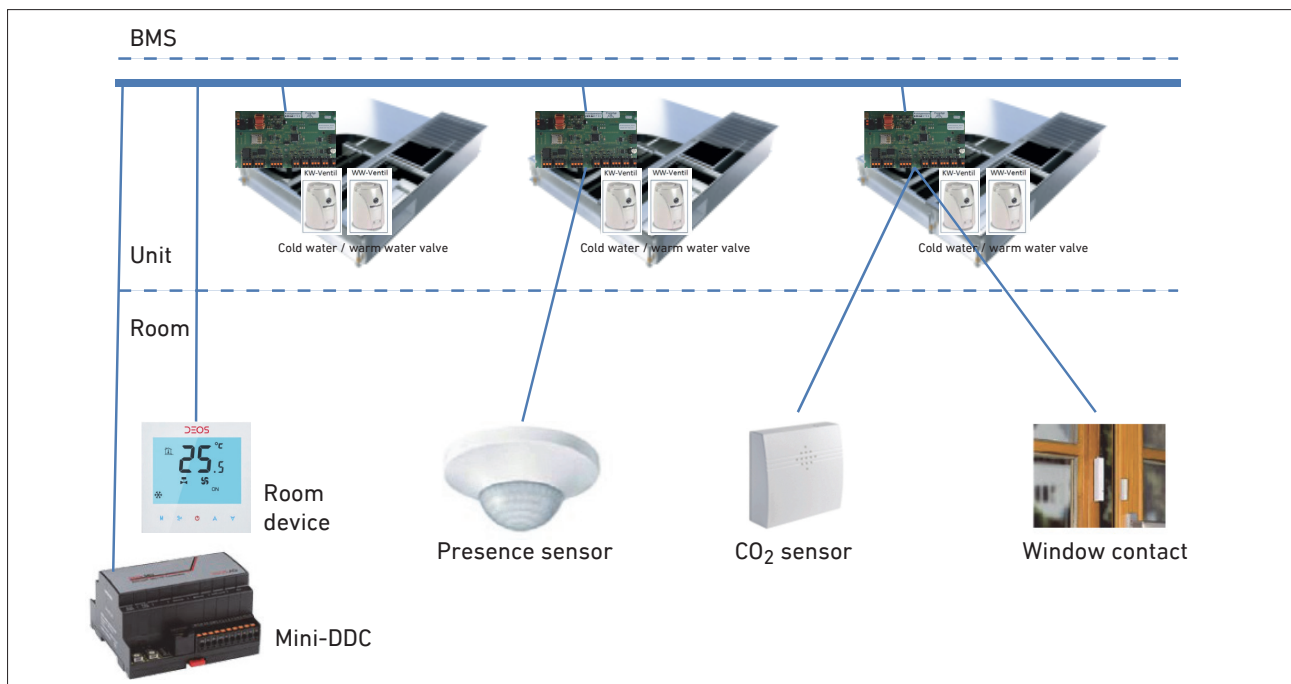 BMS
KW-Ventil WW-Ventil
KW-Ventil WW-Ventil
KW-Ventil WW-Ventil
Cold water / warm water valve
Cold water / warm water valve
Cold water / warm water valve
Unit
Room
DEOS
25.5 °C
ON
Room
device
Presence sensor
CO₂ sensor
Window contact
Mini-DDC